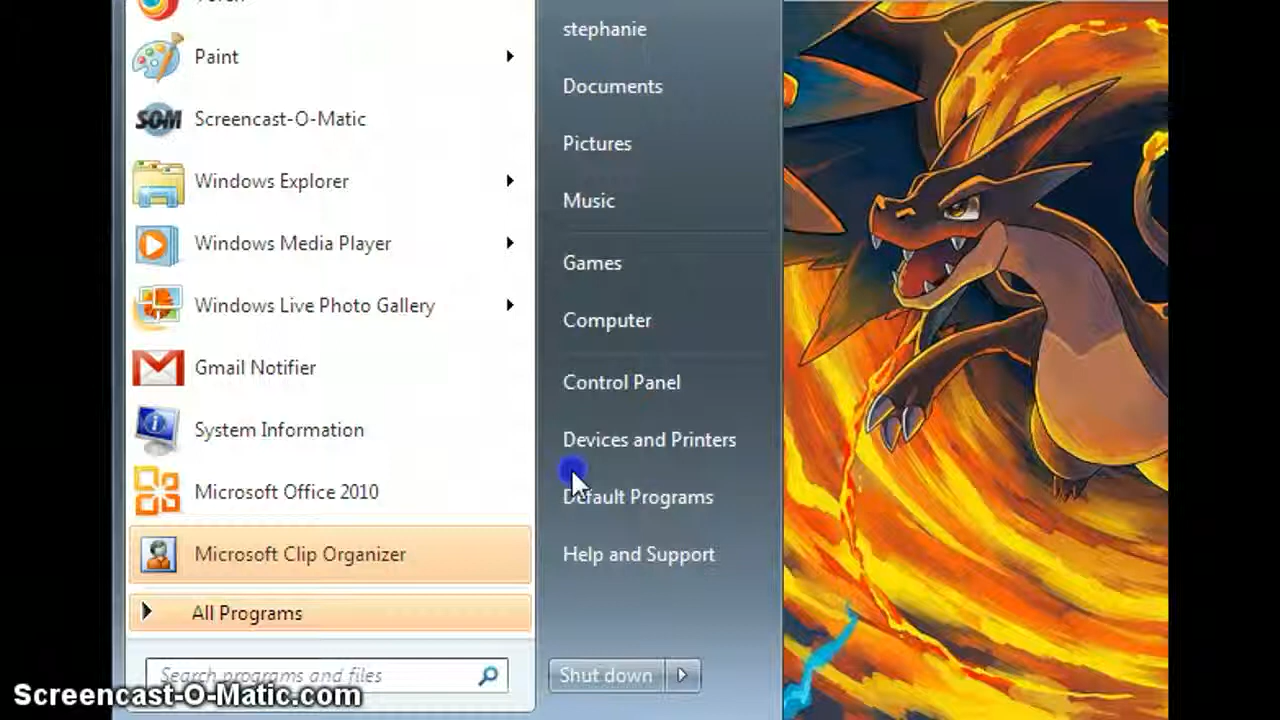 Torch
Paint
SOM
Screencast-O-Matic
Windows Explorer
Windows Media Player
Windows Live Photo Gallery
Gmail Notifier
System Information
Microsoft Office 2010
Microsoft Clip Organizer
All Programs
Search programs and files
stephanie
Documents
Pictures
Music
Games
Computer
Control Panel
Devices and Printers
Default Programs
Help and Support
Shut down
Screencast-O-Matic.com